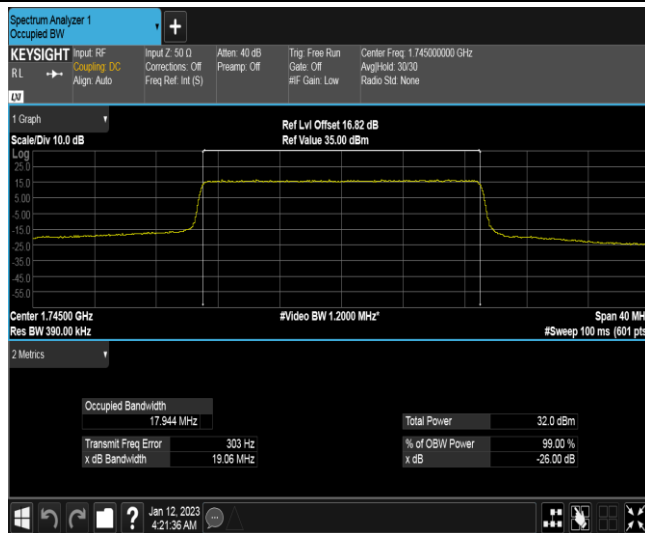 Spectrum Analyzer 1
Occupied BW
+
KEYSIGHT Input: RF Input Z: 50 Ω Atten: 40 dB Trig: Free Run Center Freq: 1.745000000 GHz
RL Coupling: DC Corrections: Off Preamp: Off Gate: Off Avg|Hold: 30/30
Align: Auto Freq Ref: Int (S) #IF Gain: Low Radio Std: None
LXI
1 Graph
Scale/Div 10.0 dB Ref Lvl Offset 16.82 dB
Ref Value 35.00 dBm
Log
25.0
15.0
5.00
-5.00
-15.0
-25.0
-35.0
-45.0
-55.0
Center 1.74500 GHz #Video BW 1.2000 MHz* Span 40 MH
Res BW 390.00 kHz #Sweep 100 ms (601 pts
2 Metrics
Occupied Bandwidth
17.944 MHz Total Power 32.0 dBm
Transmit Freq Error 303 Hz % of OBW Power 99.00 %
x dB Bandwidth 19.06 MHz x dB -26.00 dB
? Jan 12, 2023
4:21:36 AM